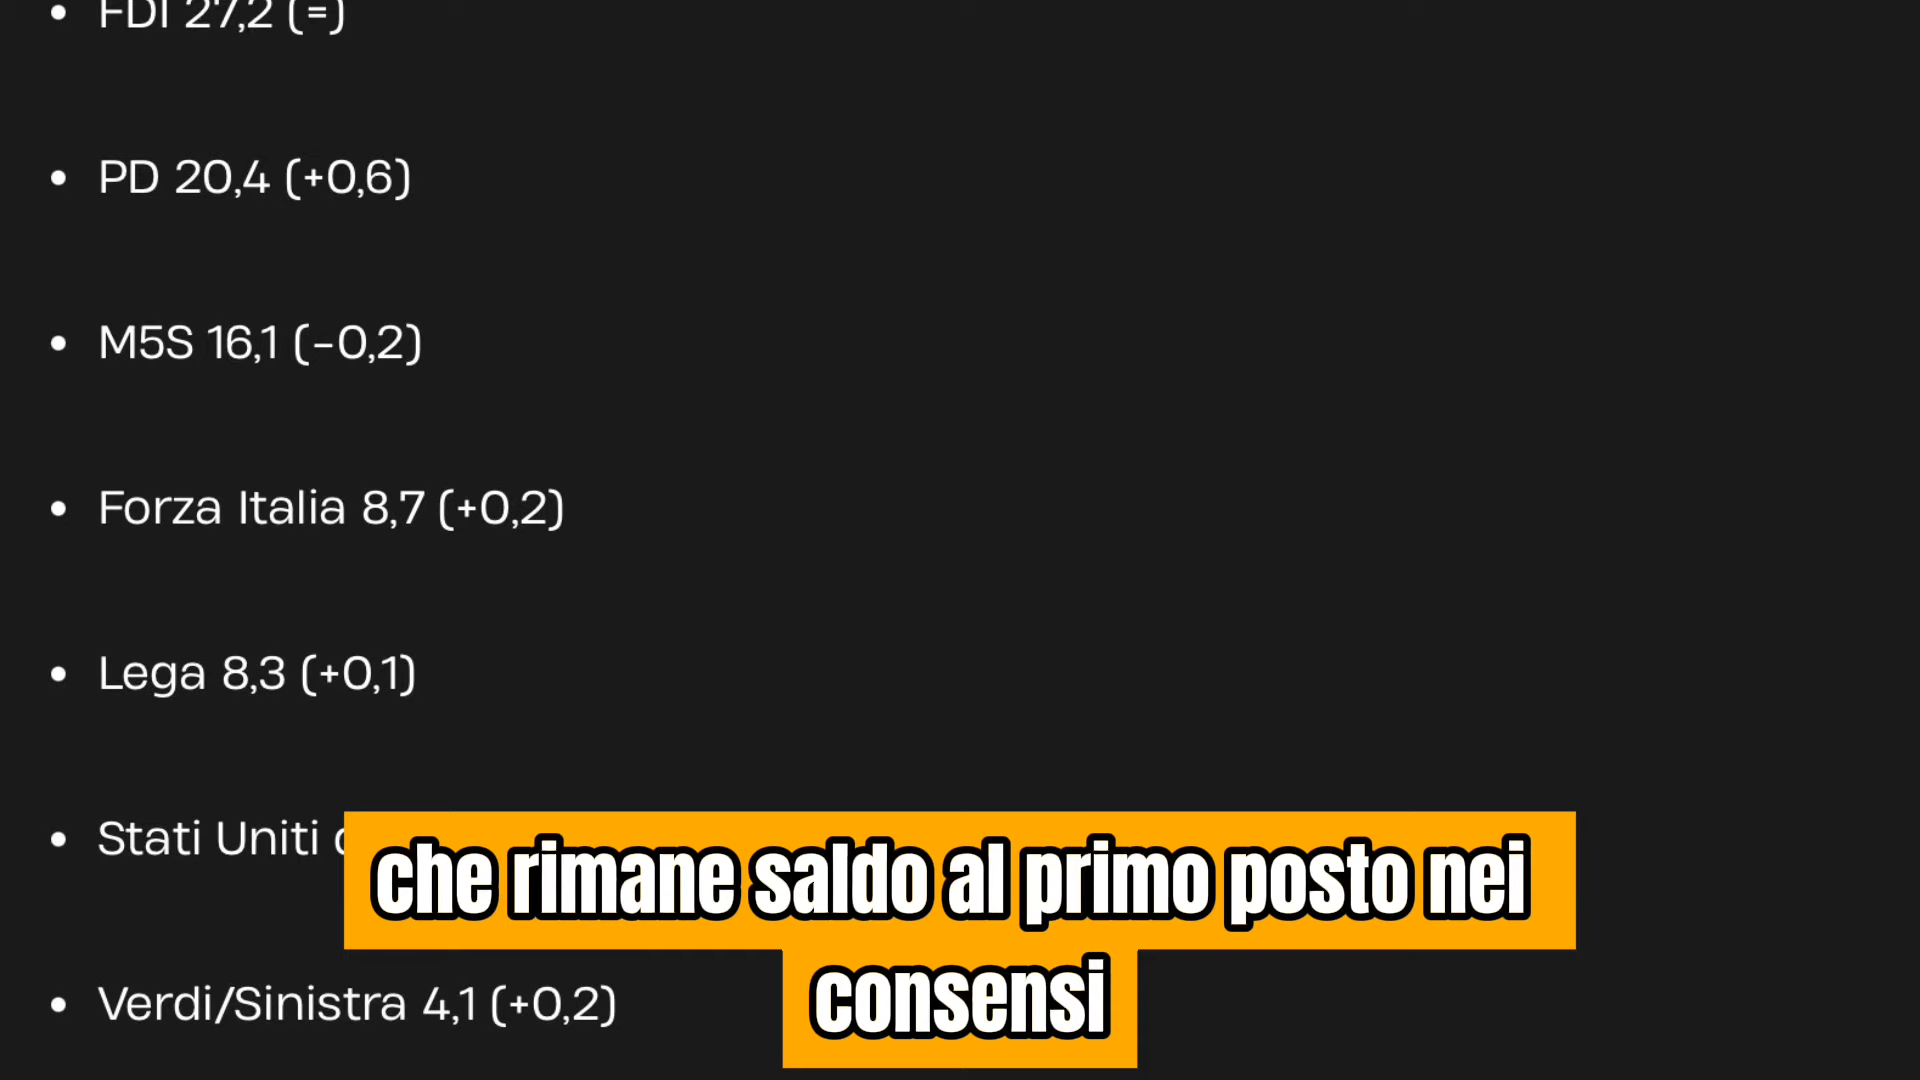 • FDI 27,2 (=)
• PD 20,4 (+0,6)
• M5S 16,1 (-0,2)
• Forza Italia 8,7 (+0,2)
• Lega 8,3 (+0,1)
• Stati Uniti
che rimane saldo al primo posto nei
consensi
• Verdi/Sinistra 4,1 (+0,2)